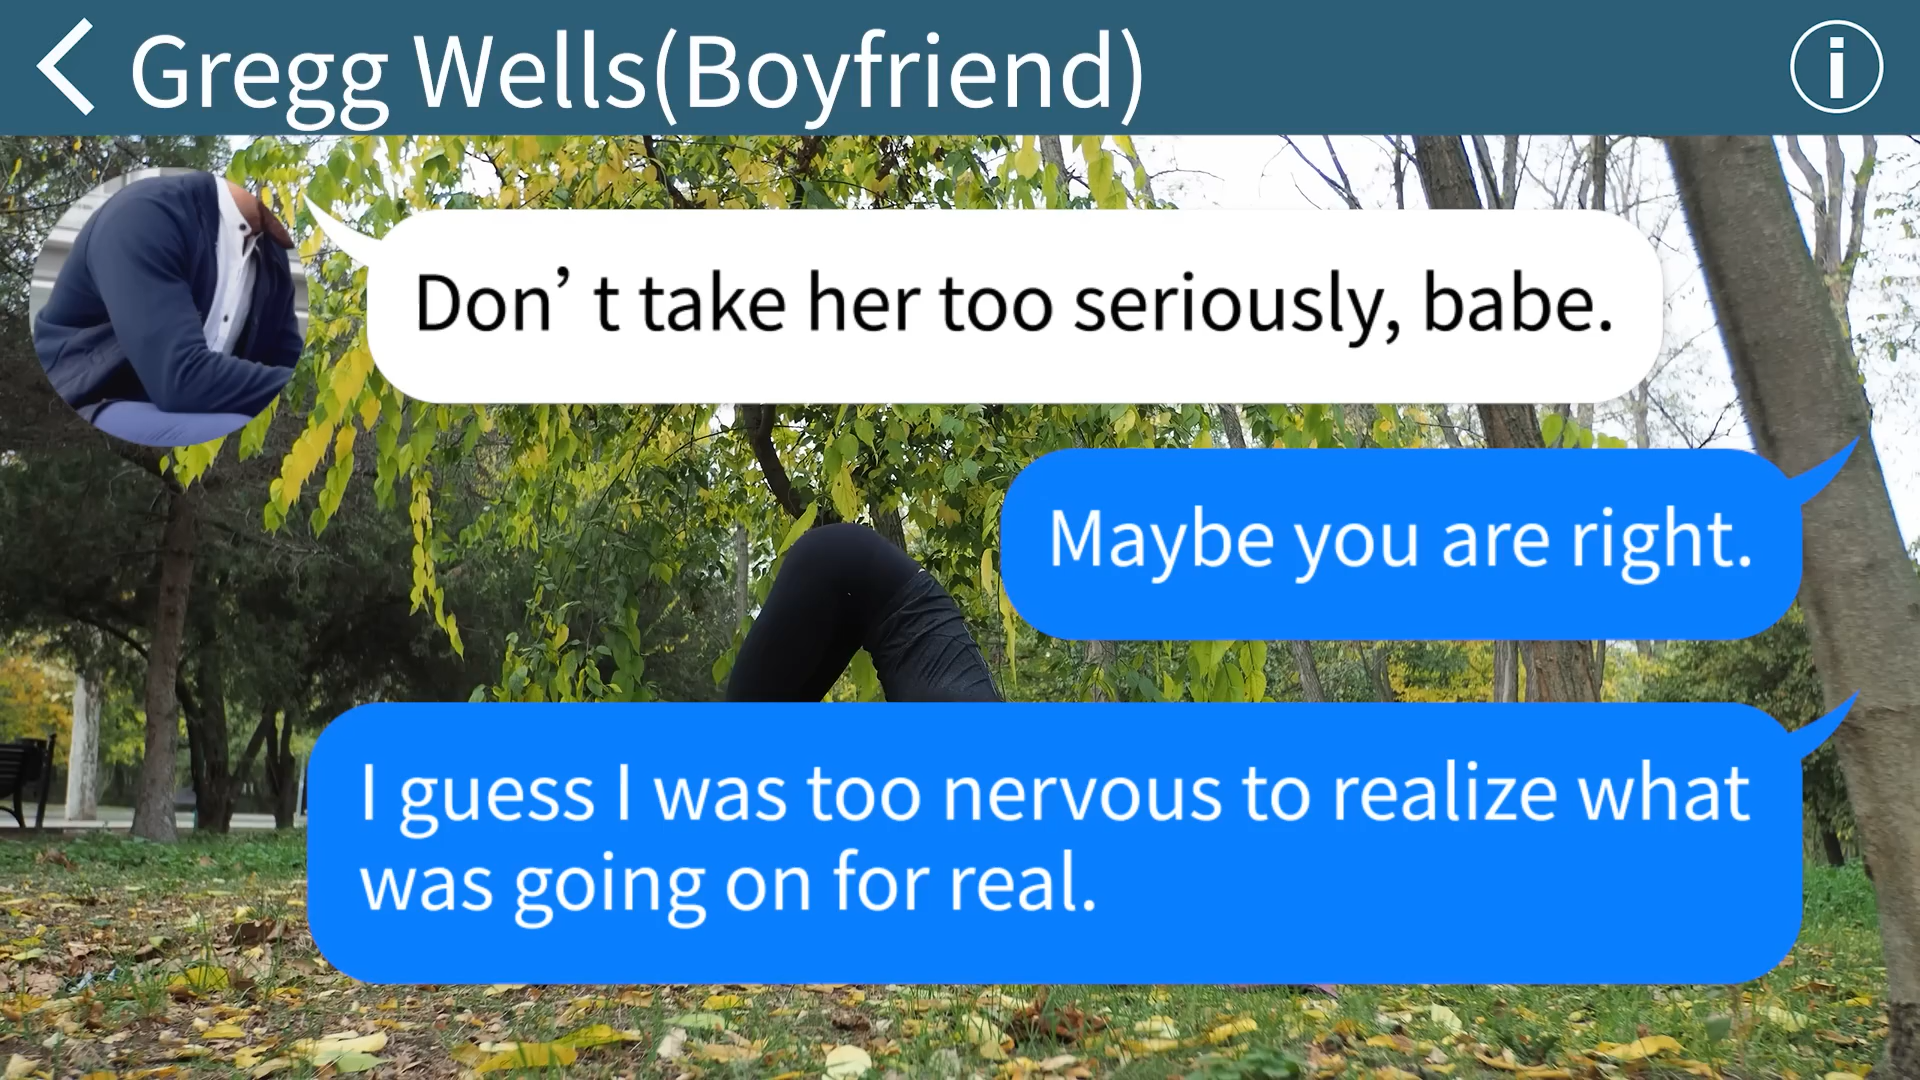 Gregg Wells(Boyfriend)
Don’ t take her too seriously, babe.
Maybe you are right.
I guess I was too nervous to realize what
was going on for real.